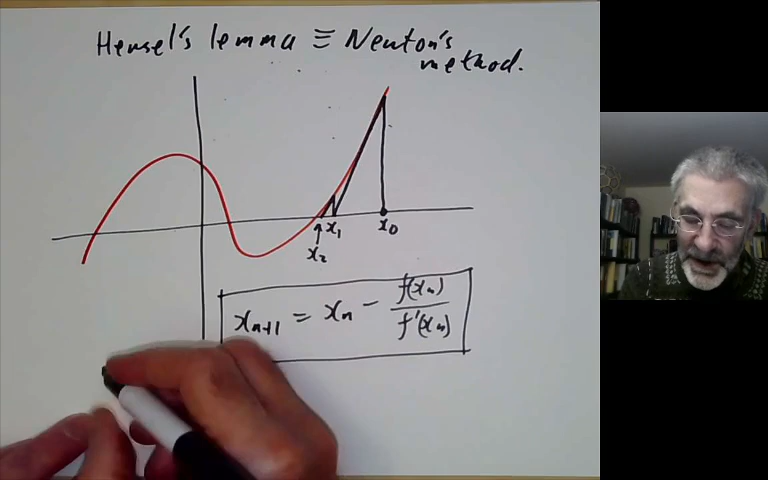 Hensel's lemma ≡ Newton's
method.
x₁
x₀
x₂
xₙ₊₁ = xₙ - f(xₙ)/f'(xₙ)